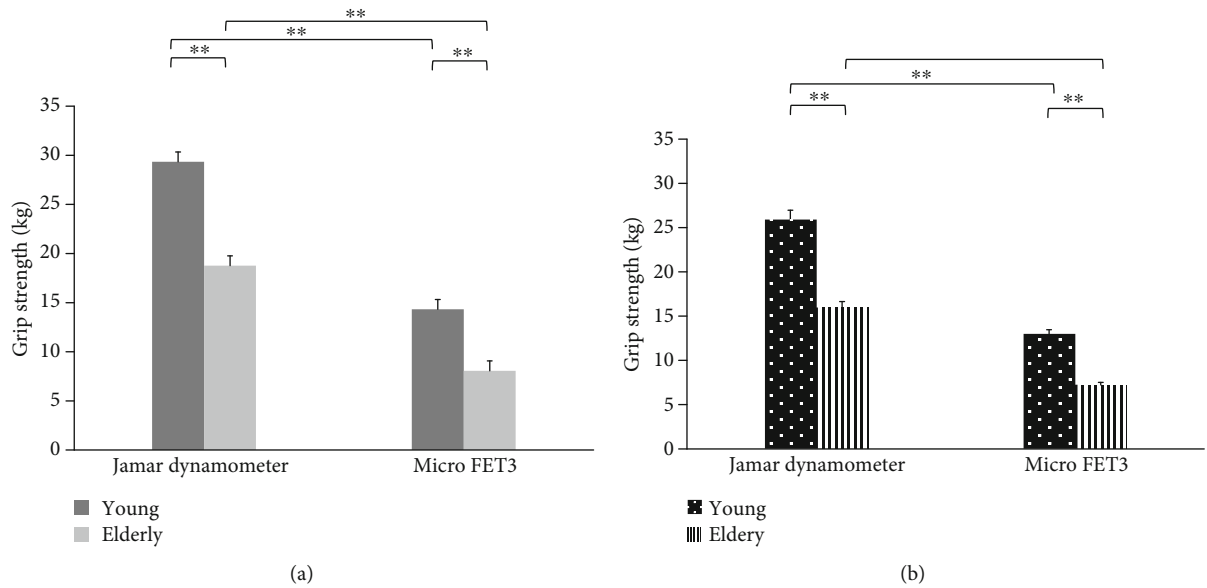 **
**
**
**
35
30
25
20
15
10
5
0
Grip strength (kg)
Jamar dynamometer
Micro FET3
Young
Elderly
(a)
**
**
**
35
30
25
20
15
10
5
0
Grip strength (kg)
Jamar dynamometer
Micro FET3
Young
Eldery
(b)